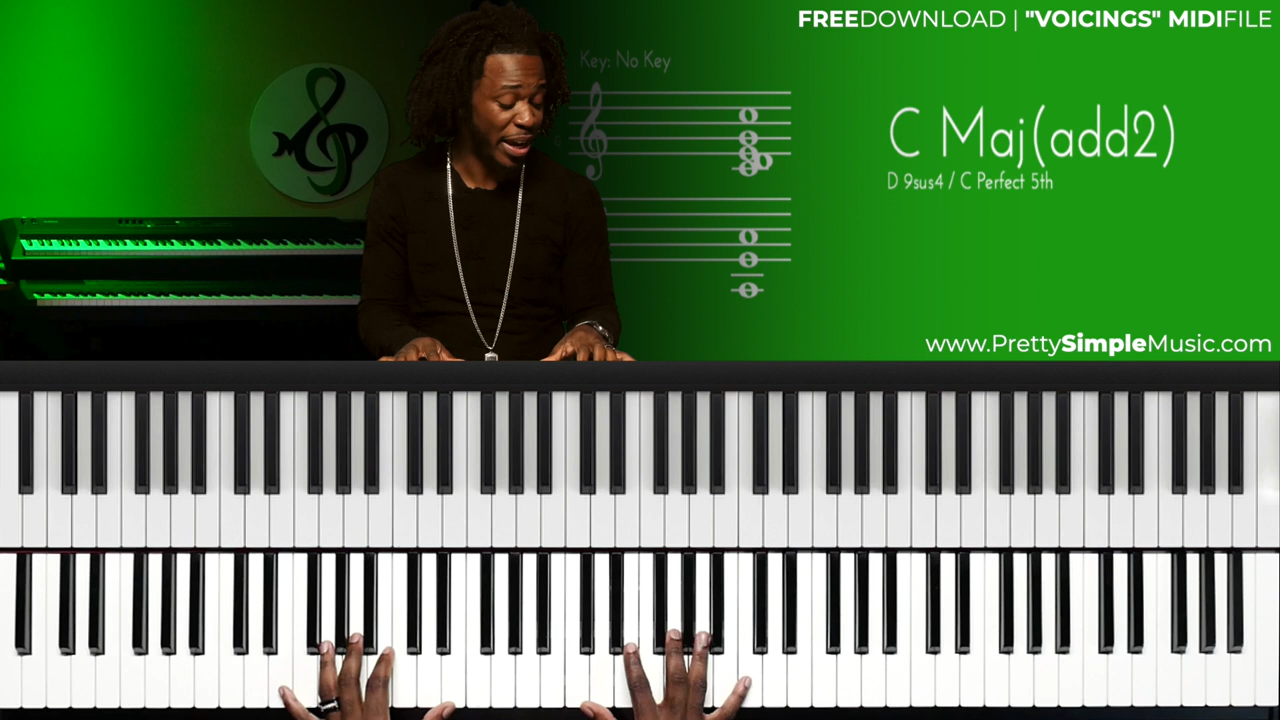 FREEDOWNLOAD | "VOICINGS" MIDIFILE
Key: No Key
C Maj(add2)
D 9sus4 / C Perfect 5th
www.PrettySimpleMusic.com